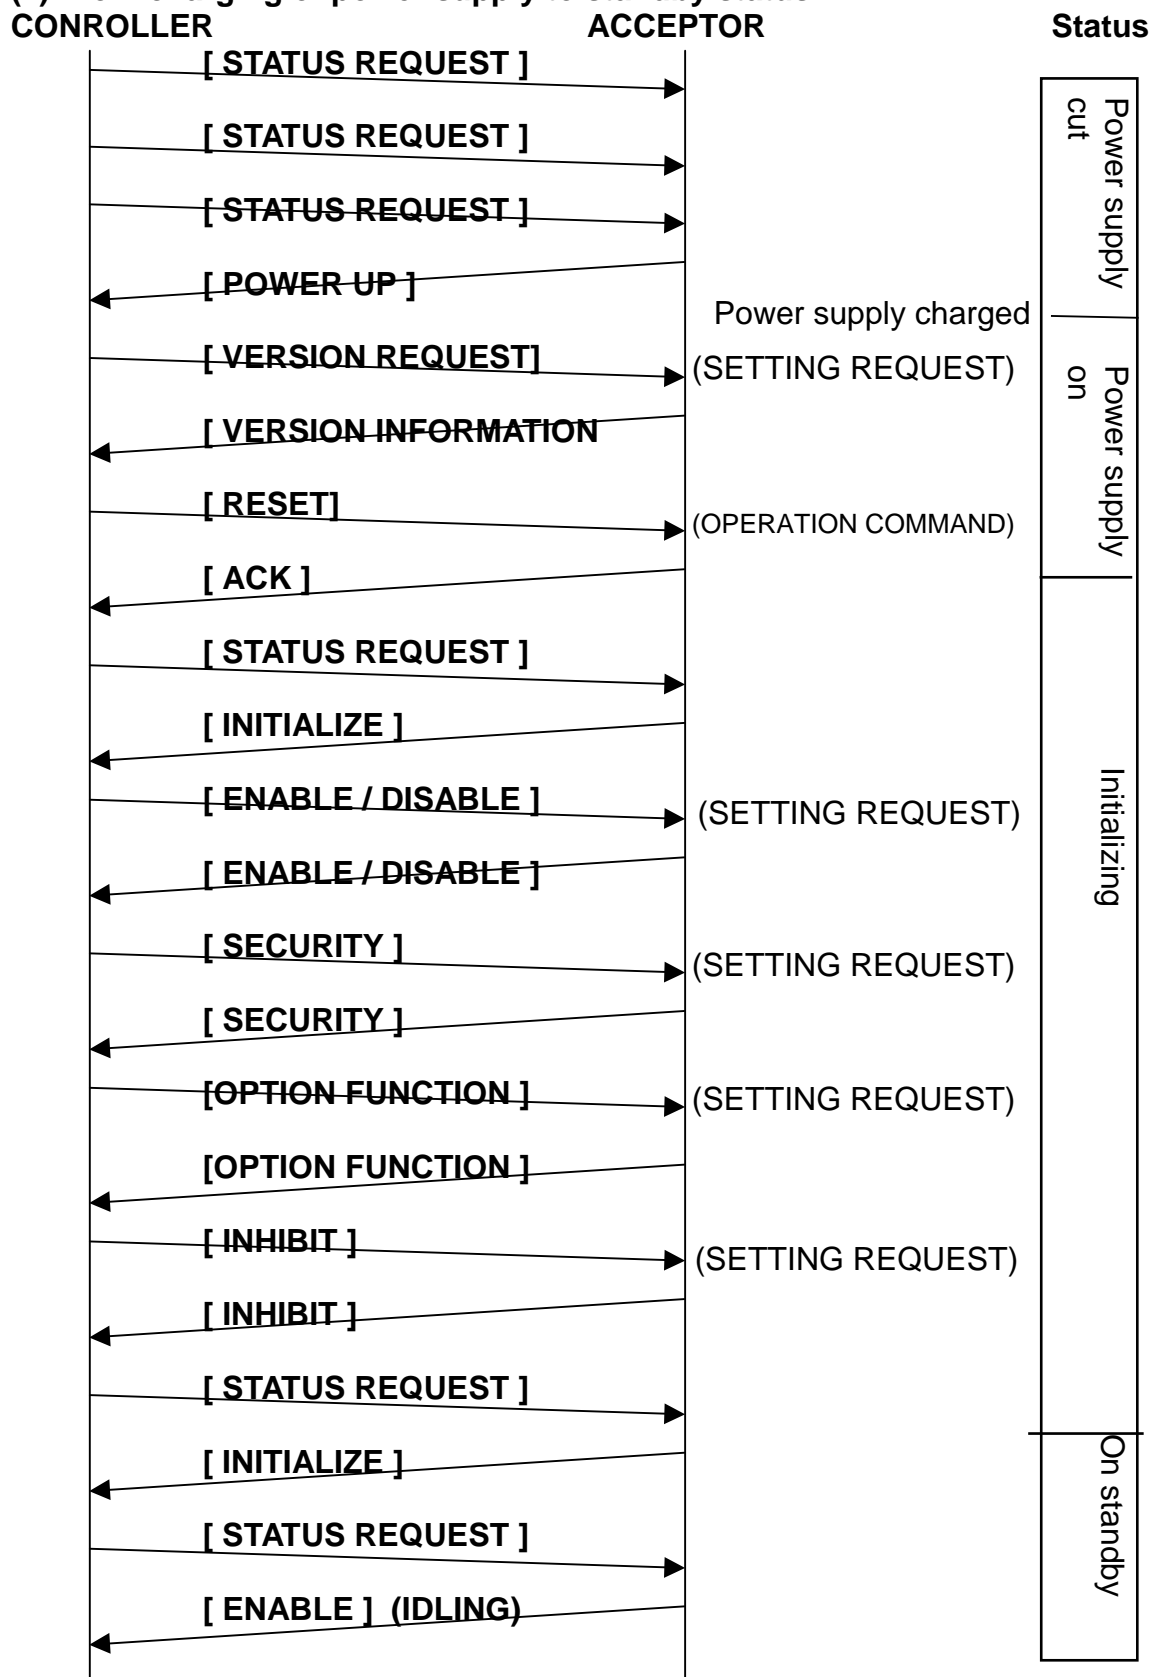 CONROLLER ACCEPTOR Status
[ STATUS REQUEST ]
[ STATUS REQUEST ]
[ STATUS REQUEST ]
[ POWER UP ]
Power supply
cut
Power supply charged
[ VERSION REQUEST] (SETTING REQUEST)
[ VERSION INFORMATION
Power supply
on
[ RESET] (OPERATION COMMAND)
[ ACK ]
[ STATUS REQUEST ]
[ INITIALIZE ]
[ ENABLE / DISABLE ] (SETTING REQUEST)
[ ENABLE / DISABLE ]
Initializing
[ SECURITY ] (SETTING REQUEST)
[ SECURITY ]
[OPTION FUNCTION ] (SETTING REQUEST)
[OPTION FUNCTION ]
[ INHIBIT ] (SETTING REQUEST)
[ INHIBIT ]
[ STATUS REQUEST ]
[ INITIALIZE ]
[ STATUS REQUEST ]
On standby
[ ENABLE ] (IDLING)